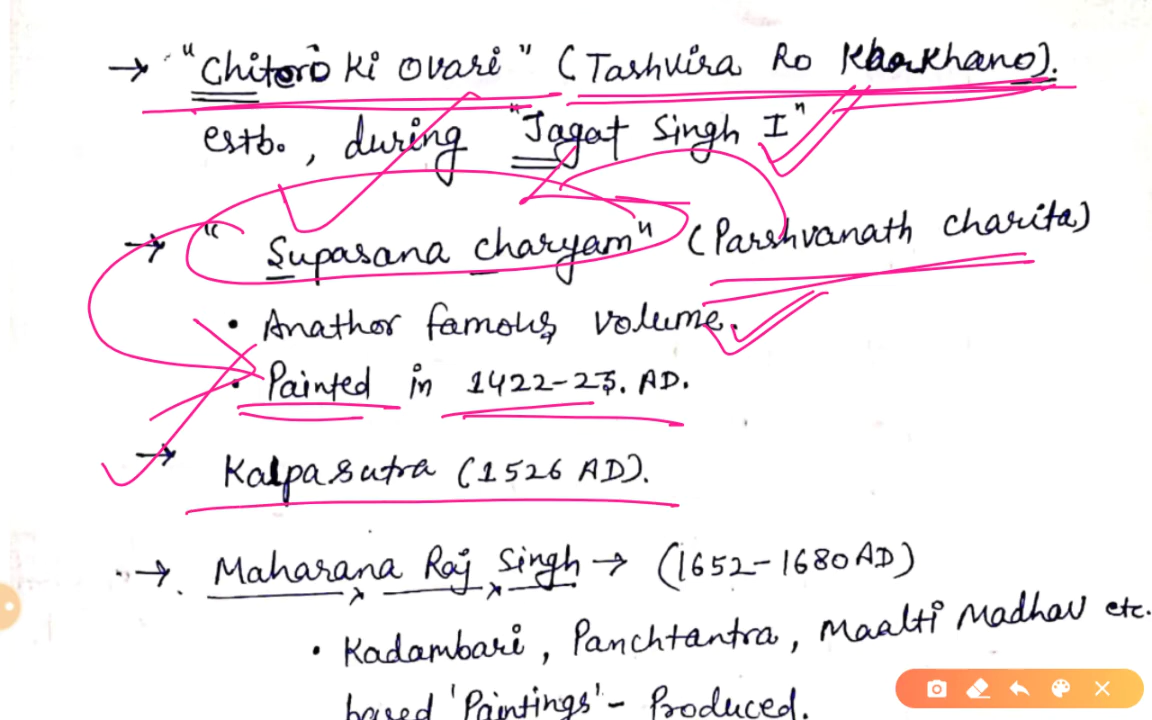 → "Chitoro Ki Ovari" (Tashvira Ro Kharkhano).
estb., during "Jagat Singh I"
→ "Supasana Charyam" (Parshvanath Charita)
• Anathor famous volume.
• Painted in 1422-23. AD.
→ Kalpasutra (1526 AD).
→ Maharana Raj Singh → (1652-1680 AD)
• Kadambari, Panchtantra, Maalti Madhav etc.
based 'Paintings' - Produced.